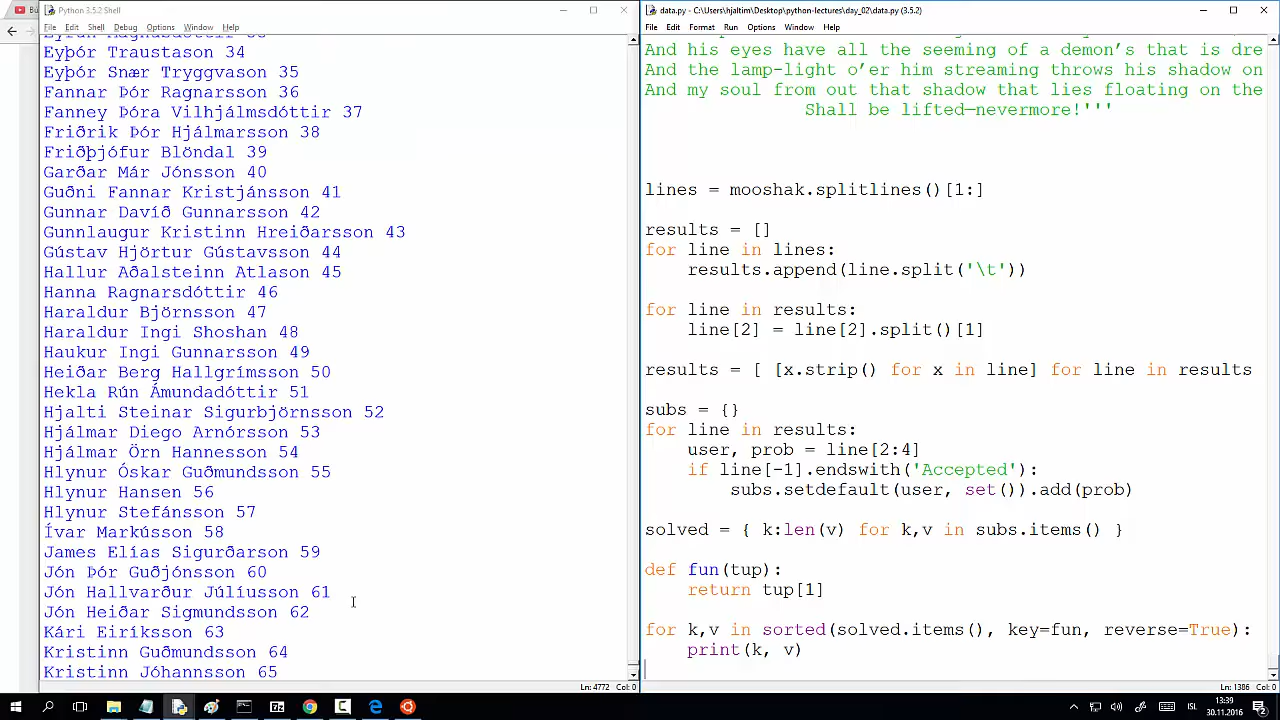 Python 3.5.2 Shell
File Edit Shell Debug Options Window Help
Eyþór Traustason 34
Eyþór Snær Tryggvason 35
Fannar Þór Ragnarsson 36
Fanney Þóra Vilhjálmsdóttir 37
Friðrik Þór Hjálmarsson 38
Friðþjófur Blöndal 39
Garðar Már Jónsson 40
Guðni Fannar Kristjánsson 41
Gunnar Davíð Gunnarsson 42
Gunnlaugur Kristinn Hreiðarsson 43
Gústav Hjörtur Gústavsson 44
Hallur Aðalsteinn Atlason 45
Hanna Ragnarsdóttir 46
Haraldur Björnsson 47
Haraldur Ingi Shoshan 48
Haukur Ingi Gunnarsson 49
Heiðar Berg Hallgrímsson 50
Hekla Rún Ámundadóttir 51
Hjalti Steinar Sigurbjörnsson 52
Hjálmar Diego Arnórsson 53
Hjálmar Örn Hannesson 54
Hlynur Óskar Guðmundsson 55
Hlynur Hansen 56
Hlynur Stefánsson 57
Ívar Markússon 58
James Elías Sigurðarson 59
Jón Þór Guðjónsson 60
Jón Hallvarður Júlíusson 61
Jón Heiðar Sigmundsson 62
Kári Eiríksson 63
Kristinn Guðmundsson 64
Kristinn Jóhannsson 65
Ln: 4772 Col: 0
data.py - C:\Users\hjaltim\Desktop\python-lectures\day_02\data.py (3.5.2)
File Edit Format Run Options Window Help
And his eyes have all the seeming of a demon’s that is dre
And the lamp-light o’er him streaming throws his shadow on
And my soul from out that shadow that lies floating on the
Shall be lifted—nevermore!'''
lines = mooshak.splitlines()[1:]
results = []
for line in lines:
results.append(line.split('\t'))
for line in results:
line[2] = line[2].split()[1]
results = [ [x.strip() for x in line] for line in results
subs = {}
for line in results:
user, prob = line[2:4]
if line[-1].endswith('Accepted'):
subs.setdefault(user, set()).add(prob)
solved = { k:len(v) for k,v in subs.items() }
def fun(tup):
return tup[1]
for k,v in sorted(solved.items(), key=fun, reverse=True):
print(k, v)
Ln: 1386 Col: 0
ISL
13:39
30.11.2016
2